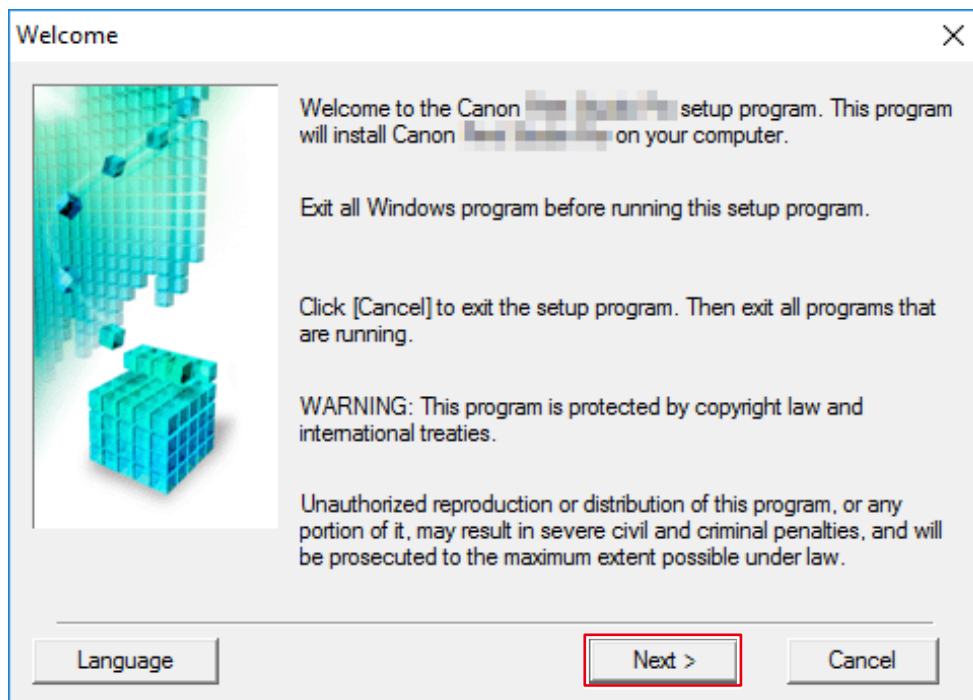 Welcome
Welcome to the Canon setup program. This program
will install Canon on your computer.
Exit all Windows program before running this setup program.
Click [Cancel] to exit the setup program. Then exit all programs that
are running.
WARNING: This program is protected by copyright law and
international treaties.
Unauthorized reproduction or distribution of this program, or any
portion of it, may result in severe civil and criminal penalties, and will
be prosecuted to the maximum extent possible under law.
Language
Next >
Cancel